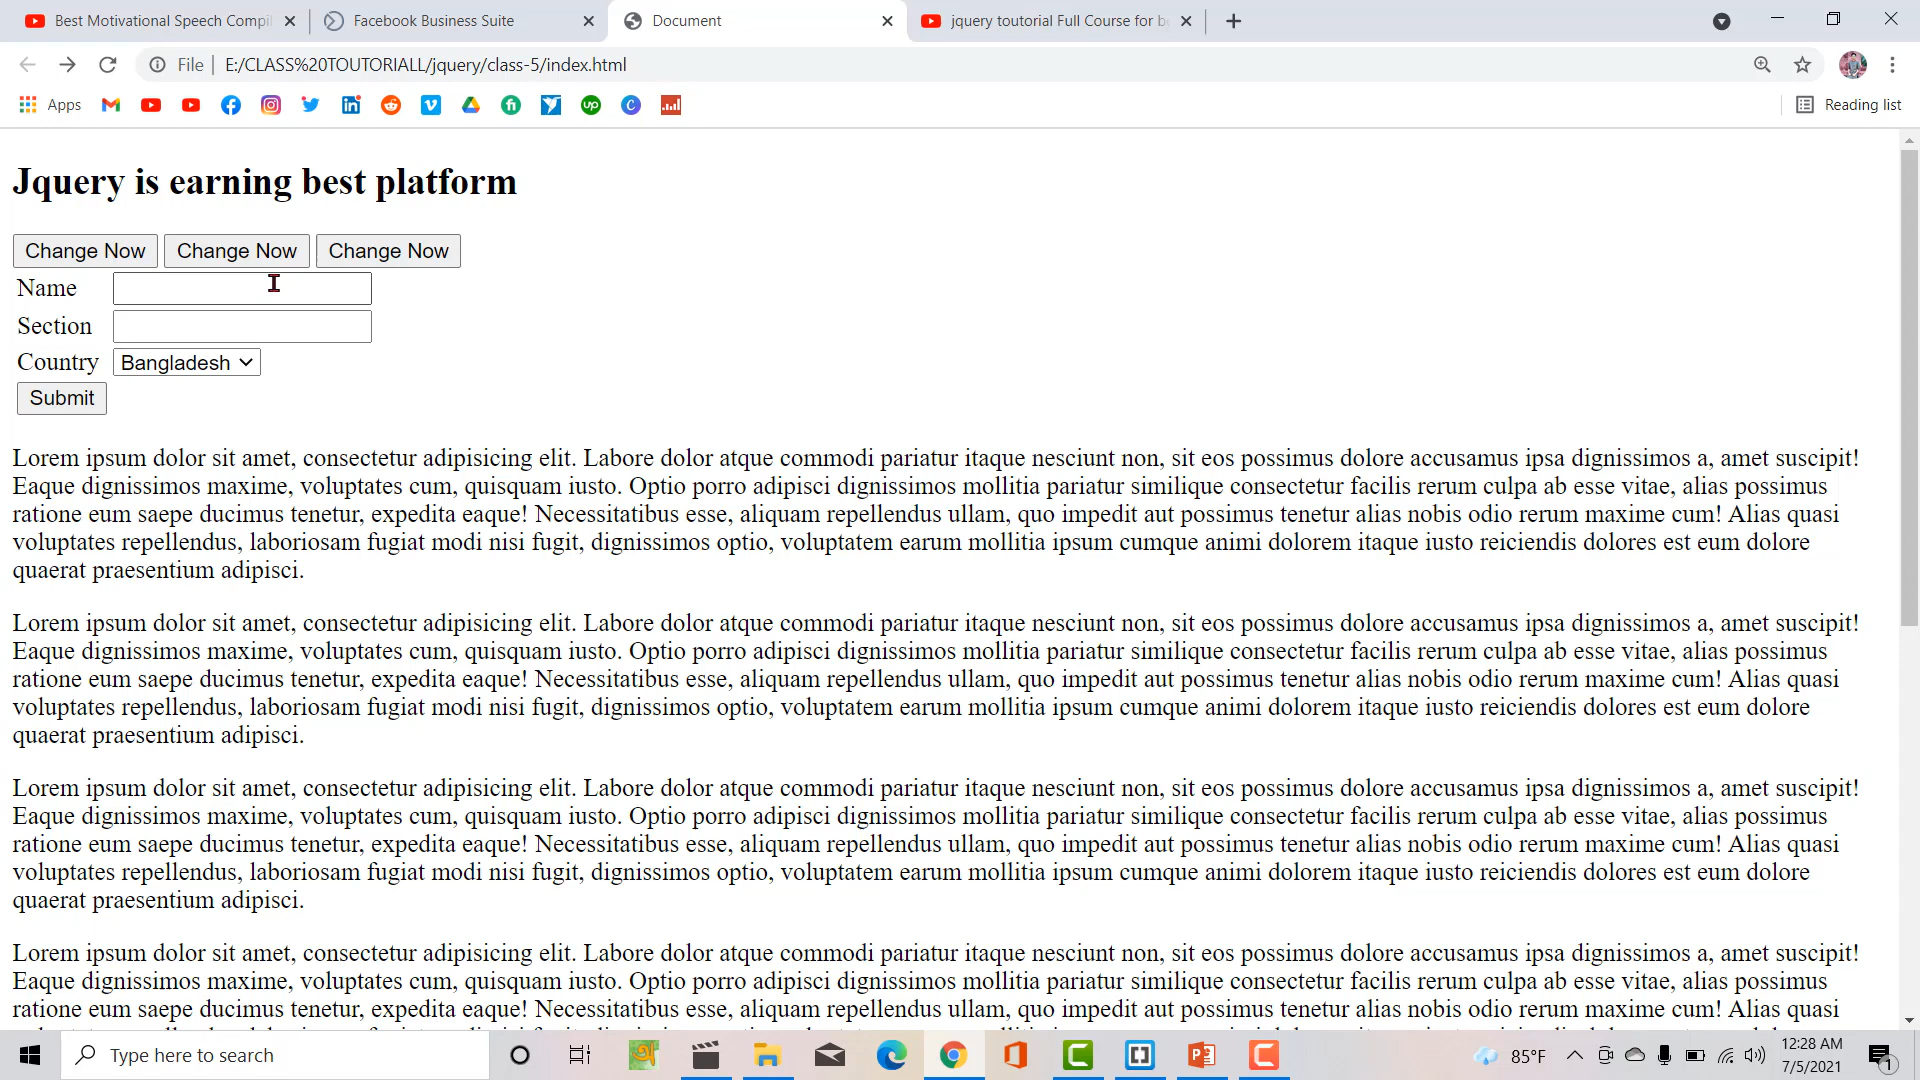 Best Motivational Speech Compil
Facebook Business Suite
Document
jquery toutorial Full Course for be
File
E:/CLASS%20TOUTORIALL/jquery/class-5/index.html
Apps
Reading list
Jquery is earning best platform
Change Now Change Now Change Now
Name
Section
Country Bangladesh
Submit
Lorem ipsum dolor sit amet, consectetur adipisicing elit. Labore dolor atque commodi pariatur itaque nesciunt non, sit eos possimus dolore accusamus ipsa dignissimos a, amet suscipit!
Eaque dignissimos maxime, voluptates cum, quisquam iusto. Optio porro adipisci dignissimos mollitia pariatur similique consectetur facilis rerum culpa ab esse vitae, alias possimus
ratione eum saepe ducimus tenetur, expedita eaque! Necessitatibus esse, aliquam repellendus ullam, quo impedit aut possimus tenetur alias nobis odio rerum maxime cum! Alias quasi
voluptates repellendus, laboriosam fugiat modi nisi fugit, dignissimos optio, voluptatem earum mollitia ipsum cumque animi dolorem itaque iusto reiciendis dolores est eum dolore
quaerat praesentium adipisci.
Lorem ipsum dolor sit amet, consectetur adipisicing elit. Labore dolor atque commodi pariatur itaque nesciunt non, sit eos possimus dolore accusamus ipsa dignissimos a, amet suscipit!
Eaque dignissimos maxime, voluptates cum, quisquam iusto. Optio porro adipisci dignissimos mollitia pariatur similique consectetur facilis rerum culpa ab esse vitae, alias possimus
ratione eum saepe ducimus tenetur, expedita eaque! Necessitatibus esse, aliquam repellendus ullam, quo impedit aut possimus tenetur alias nobis odio rerum maxime cum! Alias quasi
voluptates repellendus, laboriosam fugiat modi nisi fugit, dignissimos optio, voluptatem earum mollitia ipsum cumque animi dolorem itaque iusto reiciendis dolores est eum dolore
quaerat praesentium adipisci.
Lorem ipsum dolor sit amet, consectetur adipisicing elit. Labore dolor atque commodi pariatur itaque nesciunt non, sit eos possimus dolore accusamus ipsa dignissimos a, amet suscipit!
Eaque dignissimos maxime, voluptates cum, quisquam iusto. Optio porro adipisci dignissimos mollitia pariatur similique consectetur facilis rerum culpa ab esse vitae, alias possimus
ratione eum saepe ducimus tenetur, expedita eaque! Necessitatibus esse, aliquam repellendus ullam, quo impedit aut possimus tenetur alias nobis odio rerum maxime cum! Alias quasi
voluptates repellendus, laboriosam fugiat modi nisi fugit, dignissimos optio, voluptatem earum mollitia ipsum cumque animi dolorem itaque iusto reiciendis dolores est eum dolore
quaerat praesentium adipisci.
Lorem ipsum dolor sit amet, consectetur adipisicing elit. Labore dolor atque commodi pariatur itaque nesciunt non, sit eos possimus dolore accusamus ipsa dignissimos a, amet suscipit!
Eaque dignissimos maxime, voluptates cum, quisquam iusto. Optio porro adipisci dignissimos mollitia pariatur similique consectetur facilis rerum culpa ab esse vitae, alias possimus
ratione eum saepe ducimus tenetur, expedita eaque! Necessitatibus esse, aliquam repellendus ullam, quo impedit aut possimus tenetur alias nobis odio rerum maxime cum! Alias quasi
Type here to search
85°F
12:28 AM
7/5/2021
1